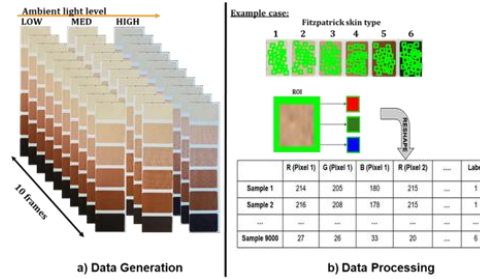 Ambient light level
LOW MED HIGH
10 frames
a) Data Generation
Example case:
Fitzpatrick skin type
1 2 3 4 5 6
ROI
RESHAPE
R (Pixel 1) G (Pixel 1) B (Pixel 1) R (Pixel 2) .... Labe
Sample 1 214 205 180 215 .... 1
Sample 2 216 208 178 215 .... 1
... ... ... ... ... ...
Sample 9000 27 26 33 20 ... 6
b) Data Processing